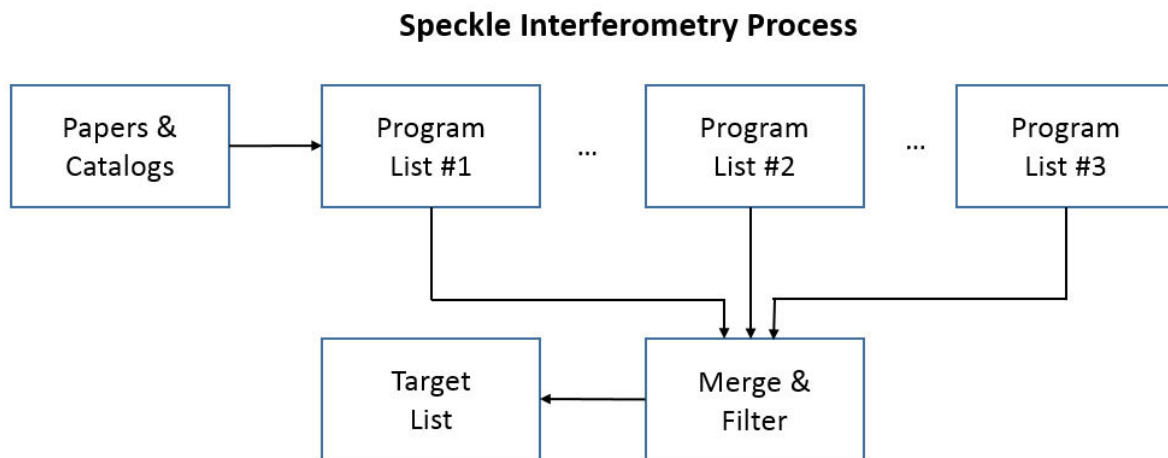 Speckle Interferometry Process
Papers &
Catalogs
Program
List #1
...
Program
List #2
...
Program
List #3
Target
List
Merge &
Filter